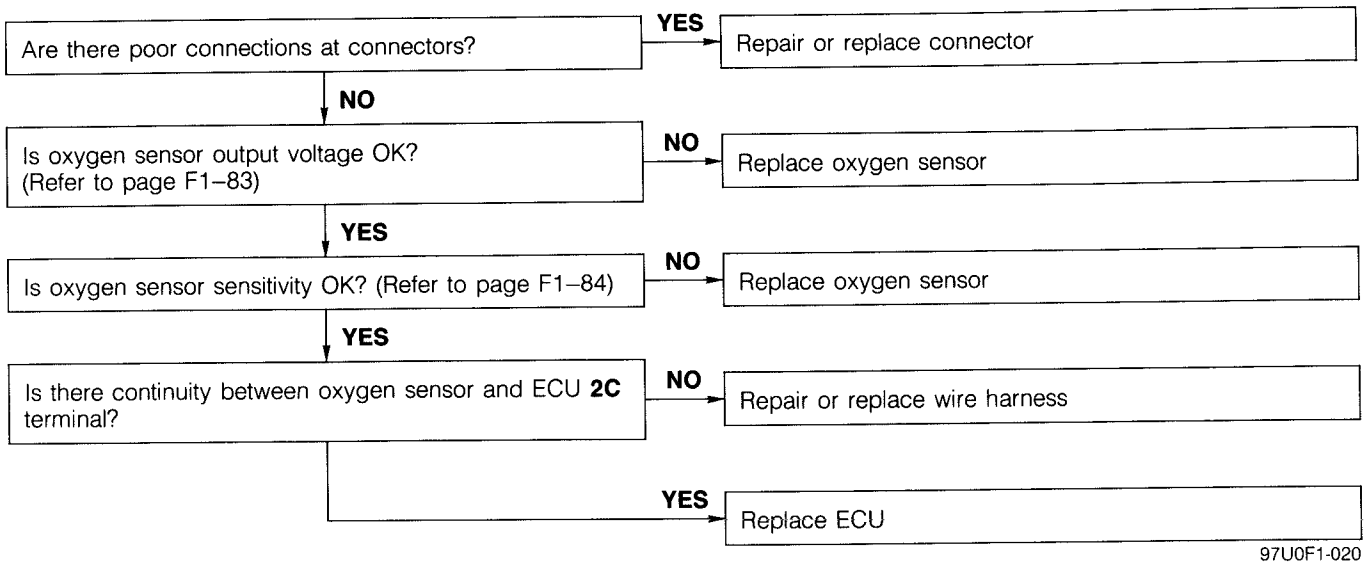 Are there poor connections at connectors?
YES
Repair or replace connector
NO
Is oxygen sensor output voltage OK?
(Refer to page F1–83)
NO
Replace oxygen sensor
YES
Is oxygen sensor sensitivity OK? (Refer to page F1–84)
NO
Replace oxygen sensor
YES
Is there continuity between oxygen sensor and ECU 2C
terminal?
NO
Repair or replace wire harness
YES
Replace ECU
97U0F1-020